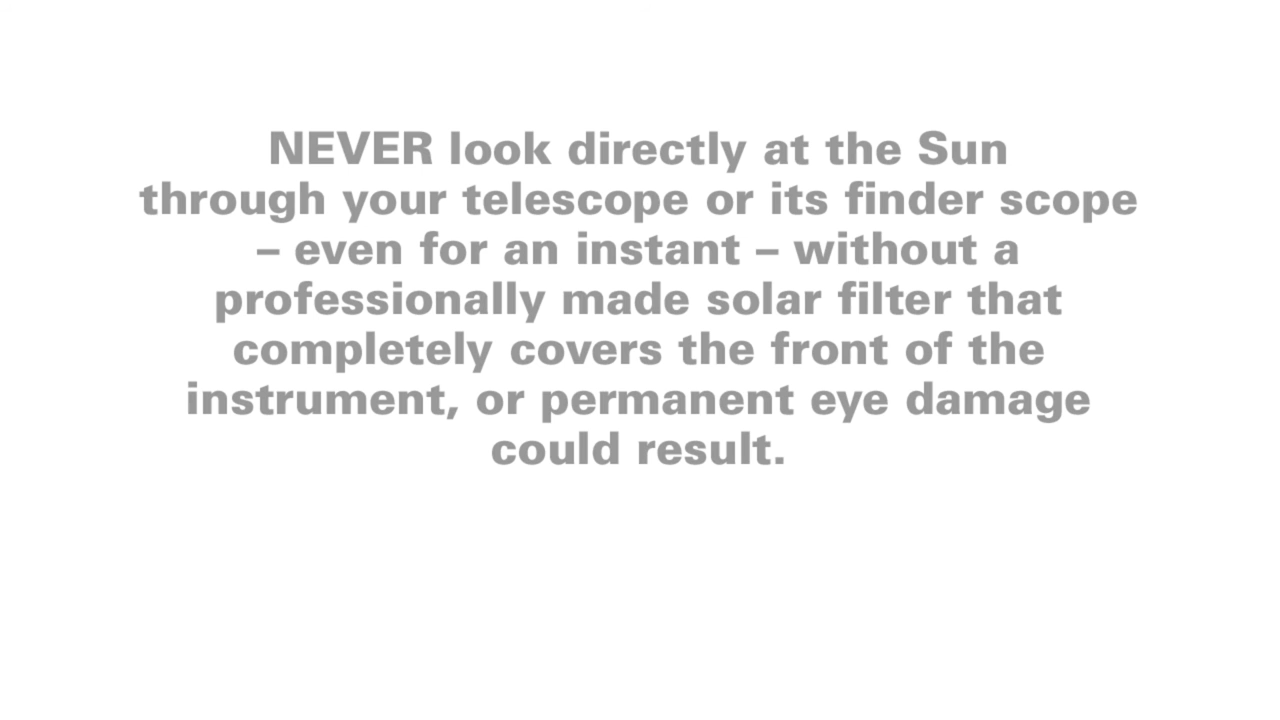 NEVER look directly at the Sun
through your telescope or its finder scope
– even for an instant – without a
professionally made solar filter that
completely covers the front of the
instrument, or permanent eye damage
could result.